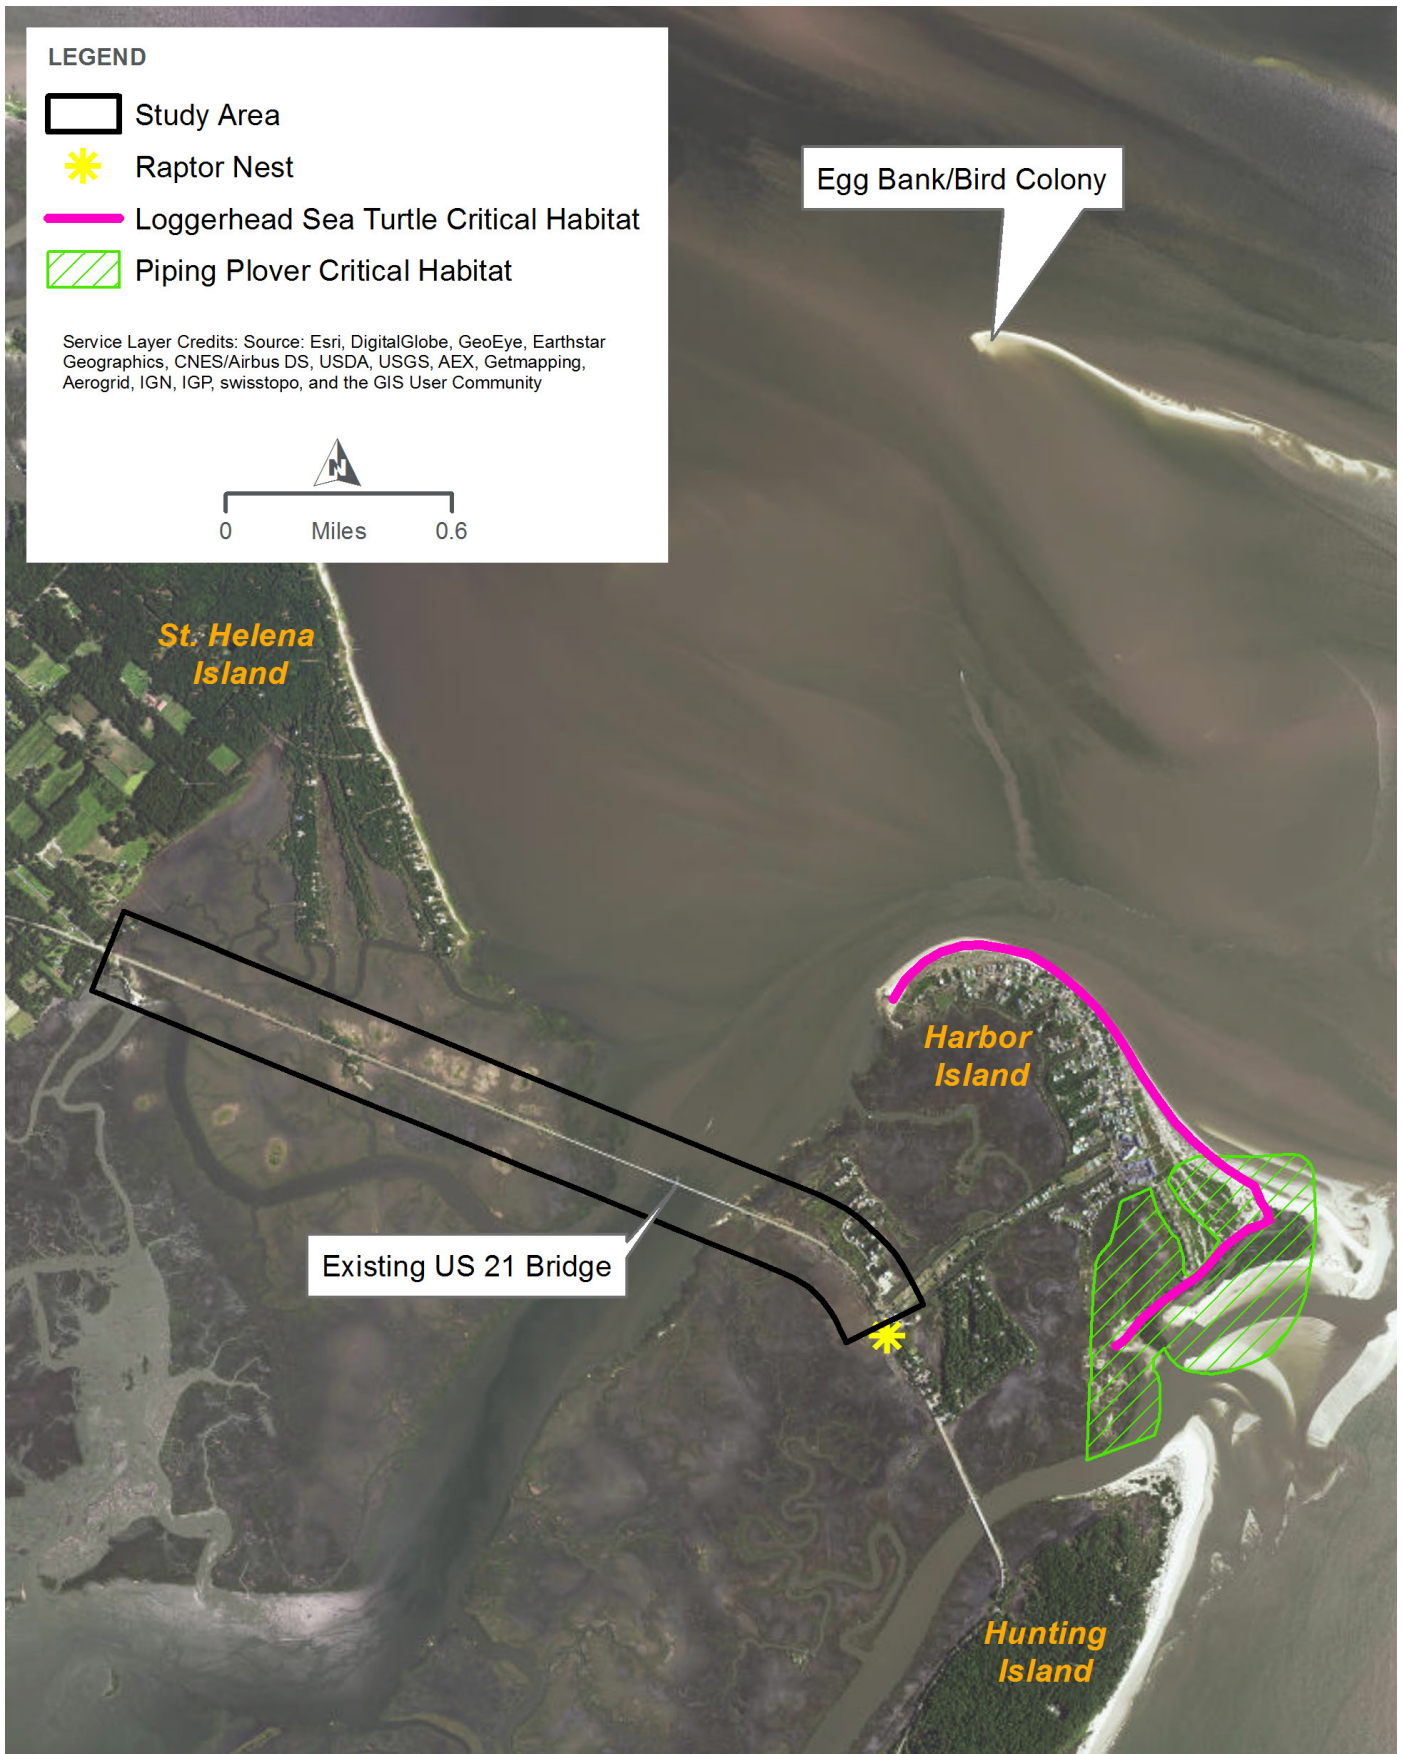 LEGEND
Study Area
Raptor Nest
Loggerhead Sea Turtle Critical Habitat
Piping Plover Critical Habitat
Service Layer Credits: Source: Esri, DigitalGlobe, GeoEye, Earthstar
Geographics, CNES/Airbus DS, USDA, USGS, AEX, Getmapping,
Aerogrid, IGN, IGP, swisstopo, and the GIS User Community
N
0 Miles 0.6
Egg Bank/Bird Colony
St. Helena
Island
Harbor
Island
Existing US 21 Bridge
Hunting
Island